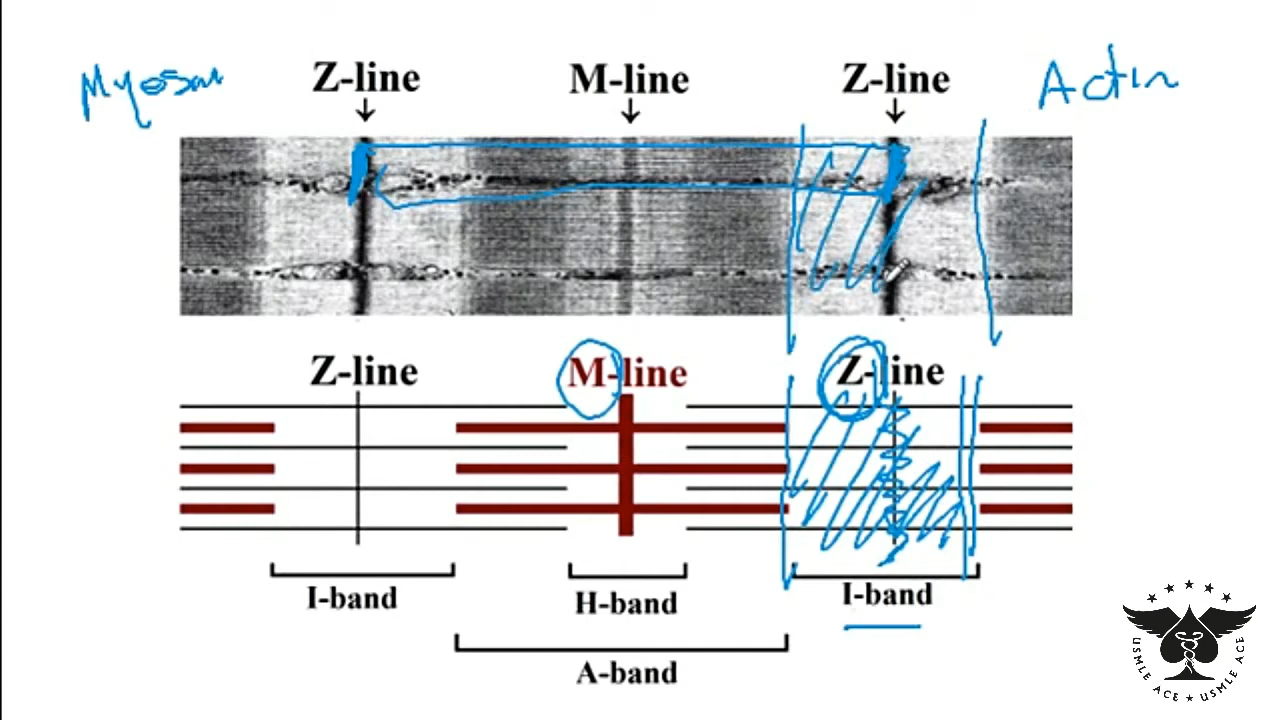 Myosin
Z-line
M-line
Z-line
Actin
Z-line
M-line
Z-line
I-band
H-band
I-band
A-band
USMLE ACE ★ USMLE ACE